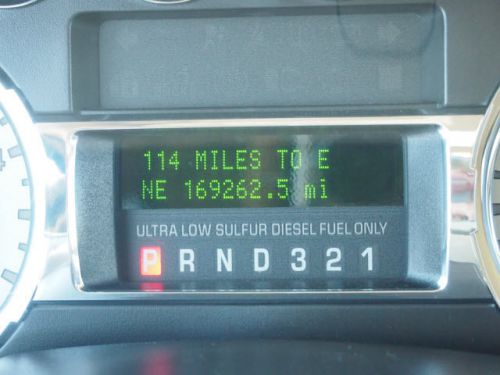 114 MILES TO E
NE 169262.5 mi
ULTRA LOW SULFUR DIESEL FUEL ONLY
P R N D 3 2 1